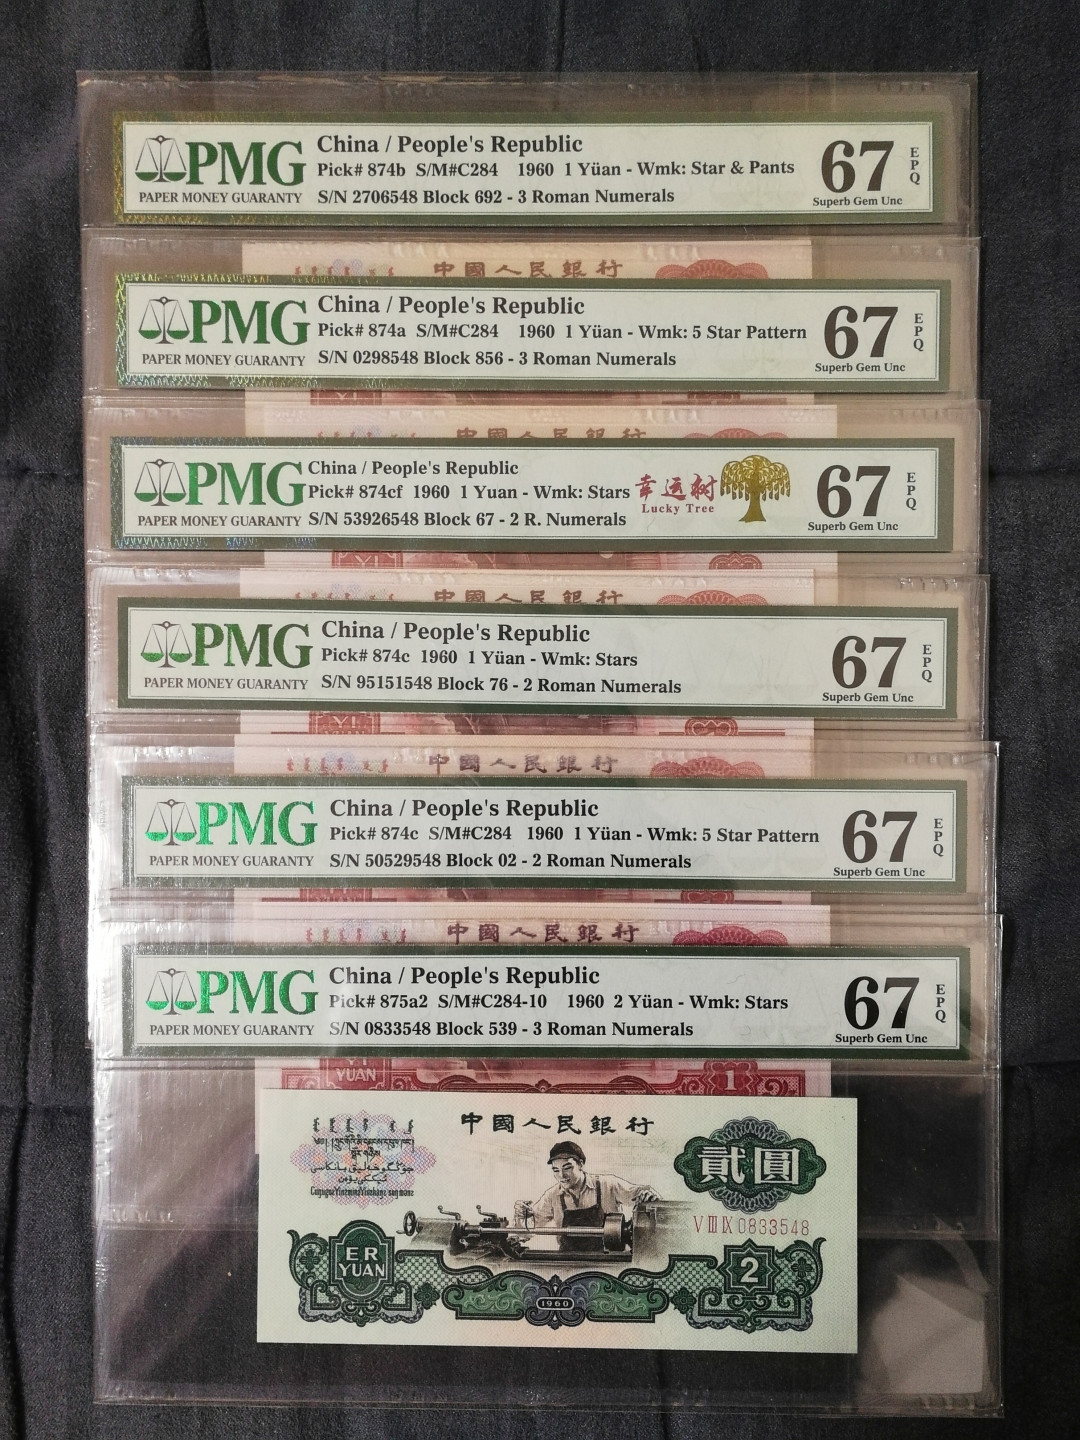 PMG
PAPER MONEY GUARANTY
China / People's Republic
Pick# 874b S/M#C284 1960 1 Yüan - Wmk: Star & Pants
S/N 2706548 Block 692 - 3 Roman Numerals
67
EPQ
Superb Gem Unc
中國人民銀行
PMG
PAPER MONEY GUARANTY
China / People's Republic
Pick# 874a S/M#C284 1960 1 Yüan - Wmk: 5 Star Pattern
S/N 0298548 Block 856 - 3 Roman Numerals
67
EPQ
Superb Gem Unc
中國人民銀行
PMG
PAPER MONEY GUARANTY
China / People's Republic
Pick# 874cf 1960 1 Yuan - Wmk: Stars
S/N 53926548 Block 67 - 2 R. Numerals
幸运树
Lucky Tree
67
EPQ
Superb Gem Unc
YI
中國人民銀行
PMG
PAPER MONEY GUARANTY
China / People's Republic
Pick# 874c 1960 1 Yüan - Wmk: Stars
S/N 95151548 Block 76 - 2 Roman Numerals
67
EPQ
Superb Gem Unc
YI
中國人民銀行
PMG
PAPER MONEY GUARANTY
China / People's Republic
Pick# 874c S/M#C284 1960 1 Yüan - Wmk: 5 Star Pattern
S/N 50529548 Block 02 - 2 Roman Numerals
67
EPQ
Superb Gem Unc
中國人民銀行
PMG
PAPER MONEY GUARANTY
China / People's Republic
Pick# 875a2 S/M#C284-10 1960 2 Yüan - Wmk: Stars
S/N 0833548 Block 539 - 3 Roman Numerals
67
EPQ
Superb Gem Unc
YI
YUAN
1
中國人民銀行
貳圓
VⅢⅨ0833548
ER
YUAN
2
1960